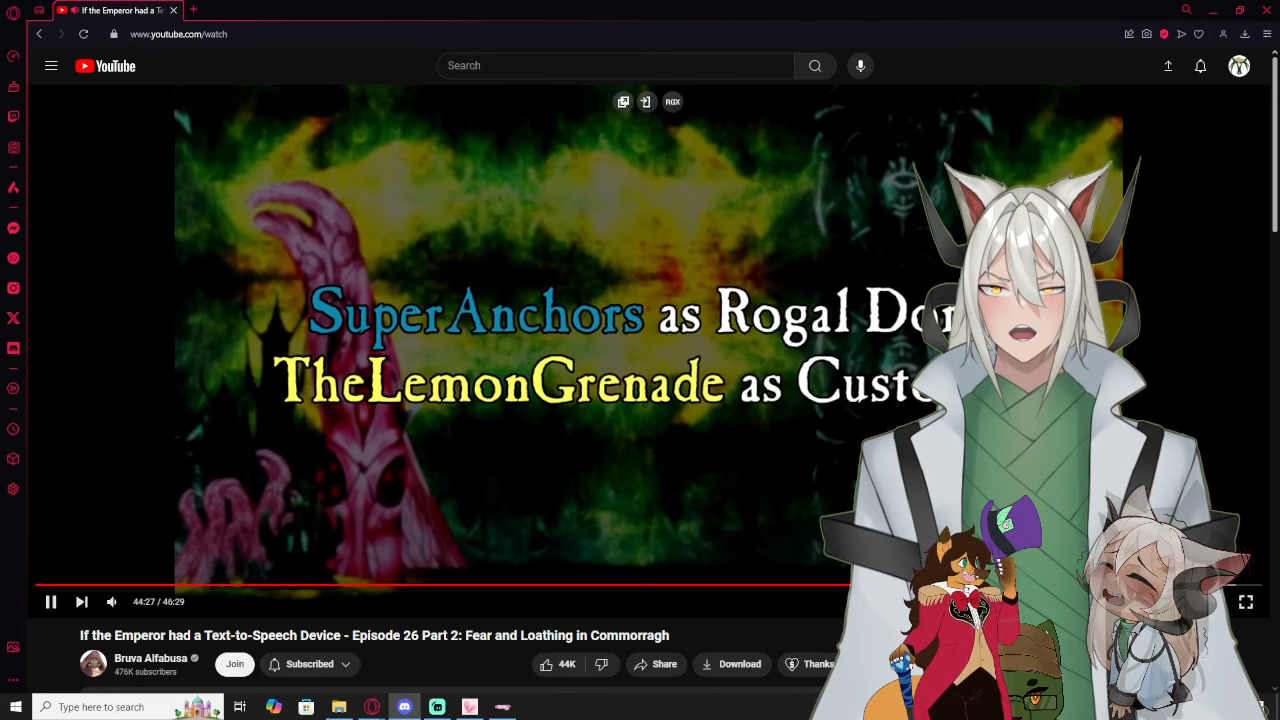 If the Emperor had a Te
www.youtube.com/watch
YouTube
Search
RGX
SuperAnchors as Rogal Dor
TheLemonGrenade as Custo
44:27 / 46:29
If the Emperor had a Text-to-Speech Device - Episode 26 Part 2: Fear and Loathing in Commorragh
Bruva Alfabusa
476K subscribers
Join
Subscribed
44K
Share
Download
Thanks
Type here to search